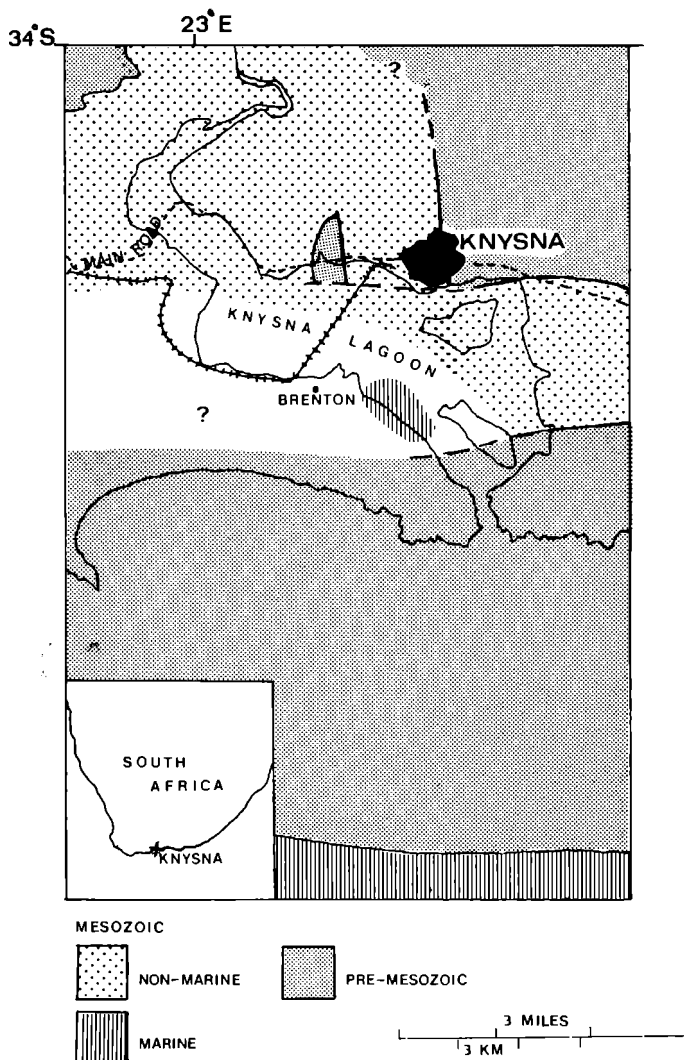 23°E
34°S
?
MAIN ROAD
KNYSNA
KNYSNA LAGOON
BRENTON
?
SOUTH
AFRICA
KNYSNA
MESOZOIC
NON-MARINE
PRE-MESOZOIC
MARINE
3 MILES
3 KM